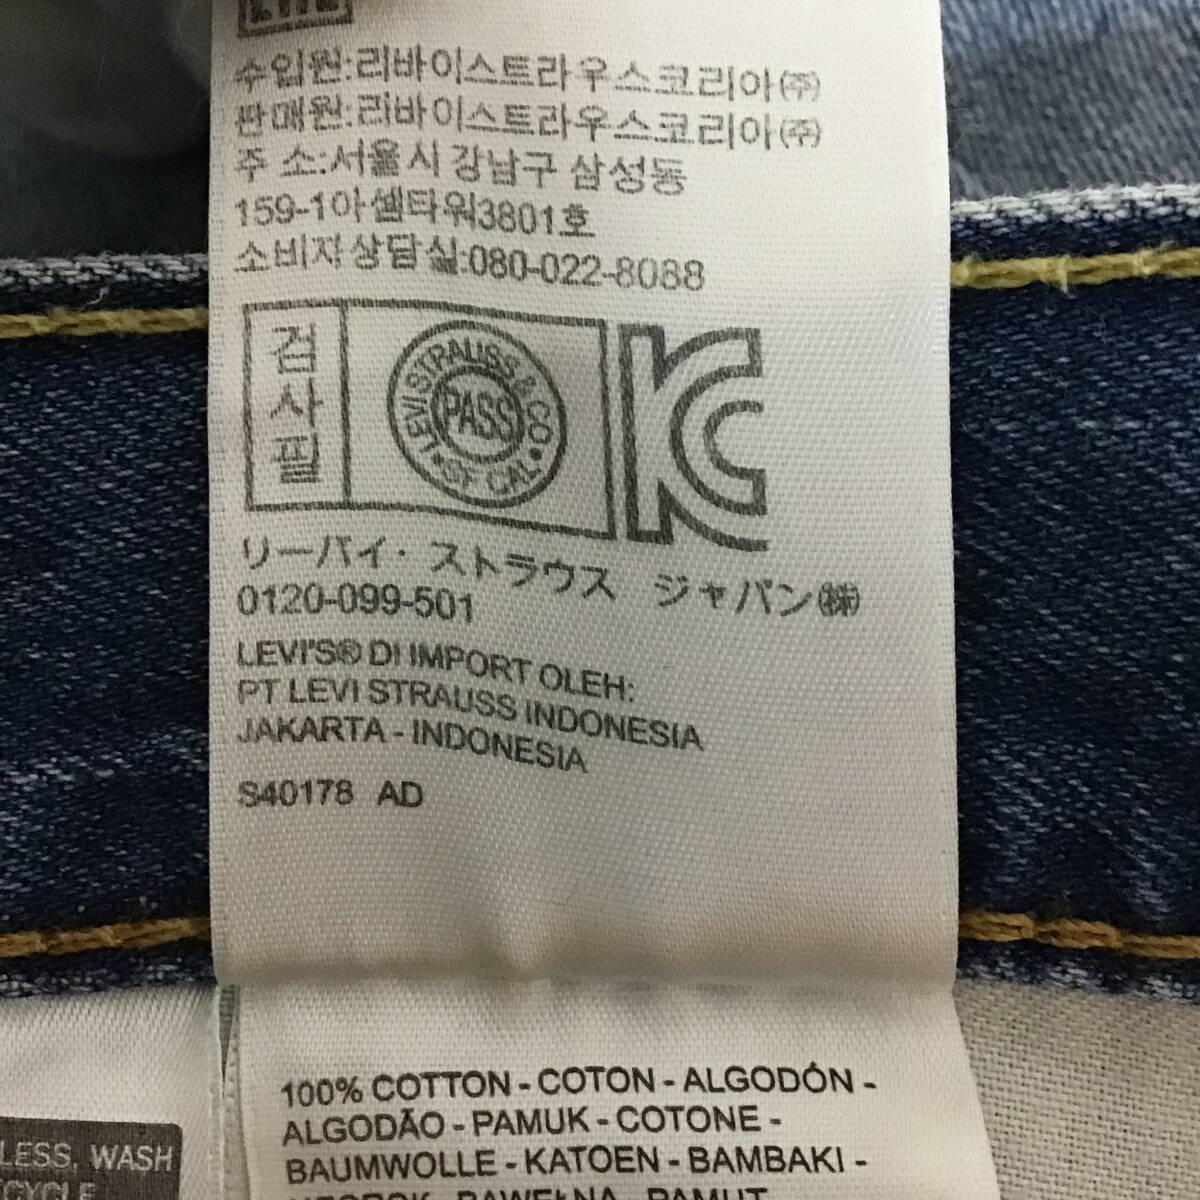 수입원:리바이스트라우스코리아㈜
판매원:리바이스트라우스코리아㈜
주 소:서울시 강남구 삼성동
159-1아셈타워3801호
소비자상담실:080-022-8088
검사필
LEVI STRAUSS & CO
OF CAL
PASS
KC
リーバイ・ストラウス ジャパン㈱
0120-099-501
LEVI'S® DI IMPORT OLEH:
PT LEVI STRAUSS INDONESIA
JAKARTA - INDONESIA
S40178 AD
100% COTTON - COTON - ALGODÓN -
ALGODÃO - PAMUK - COTONE -
BAUMWOLLE - KATOEN - BAMBAKI -
BAWEŁNA PAMUT
LESS, WASH
CYCLE